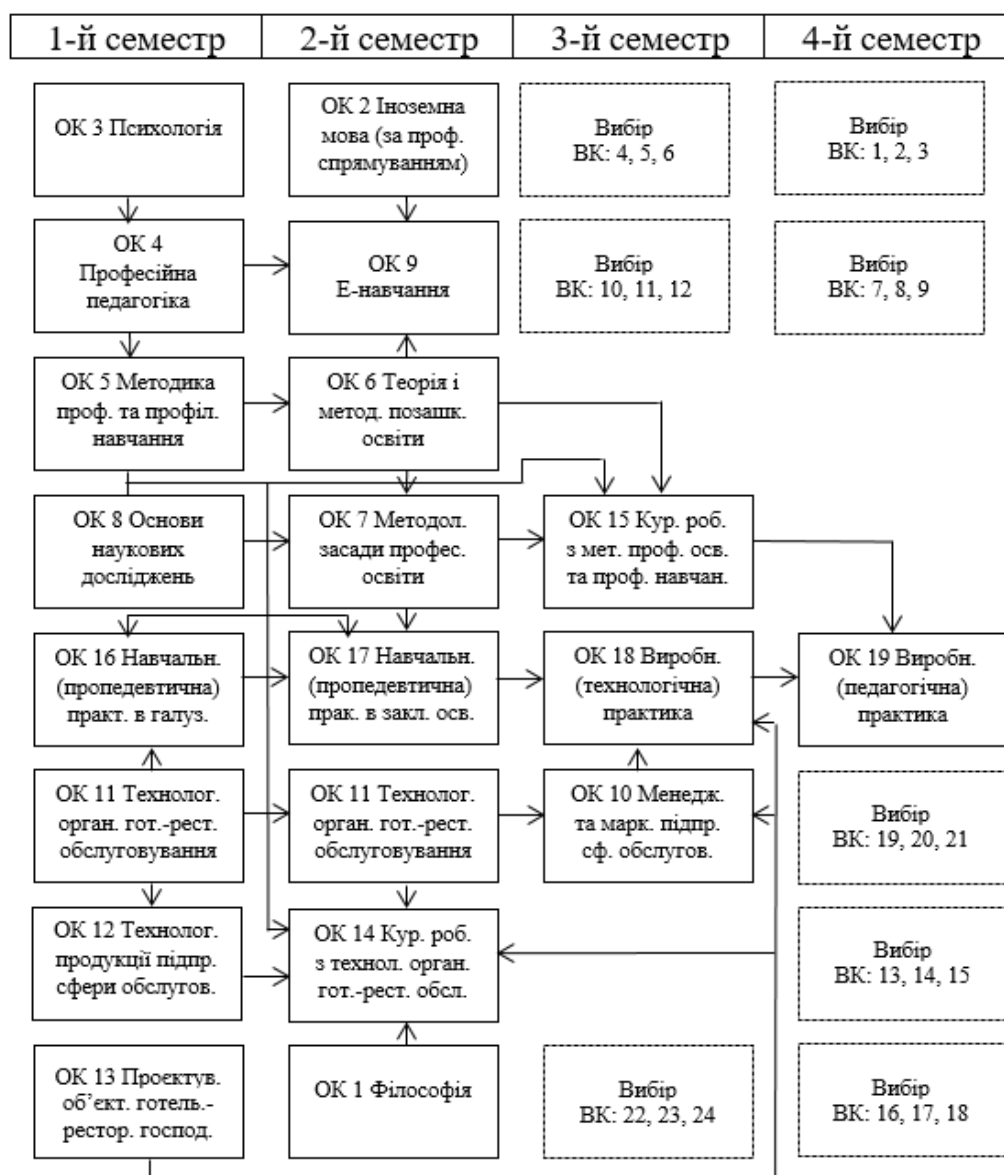 1-й семестр
2-й семестр
3-й семестр
4-й семестр
ОК 3 Психологія
ОК 2 Іноземна
мова (за проф.
спрямуванням)
Вибір
ВК: 4, 5, 6
Вибір
ВК: 1, 2, 3
ОК 4
Професійна
педагогіка
ОК 9
Е-навчання
Вибір
ВК: 10, 11, 12
Вибір
ВК: 7, 8, 9
ОК 5 Методика
проф. та профіл.
навчання
ОК 6 Теорія і
метод. позашк.
освіти
ОК 8 Основи
наукових
досліджень
ОК 7 Методол.
засади профес.
освіти
ОК 15 Кур. роб.
з мет. проф. осв.
та проф. навчан.
ОК 16 Навчальн.
(пропедевтична)
практ. в галуз.
ОК 17 Навчальн.
(пропедевтична)
прак. в закл. осв.
ОК 18 Виробн.
(технологічна)
практика
ОК 19 Виробн.
(педагогічна)
практика
ОК 11 Технолог.
орган. гот.-рест.
обслуговування
ОК 11 Технолог.
орган. гот.-рест.
обслуговування
ОК 10 Менедж.
та марк. підпр.
сф. обслугов.
Вибір
ВК: 19, 20, 21
ОК 12 Технолог.
продукції підпр.
сфери обслугов.
ОК 14 Кур. роб.
з технол. орган.
гот.-рест. обсл.
Вибір
ВК: 13, 14, 15
ОК 13 Проєктув.
об’єкт. готель.-
рестор. господ.
ОК 1 Філософія
Вибір
ВК: 22, 23, 24
Вибір
ВК: 16, 17, 18